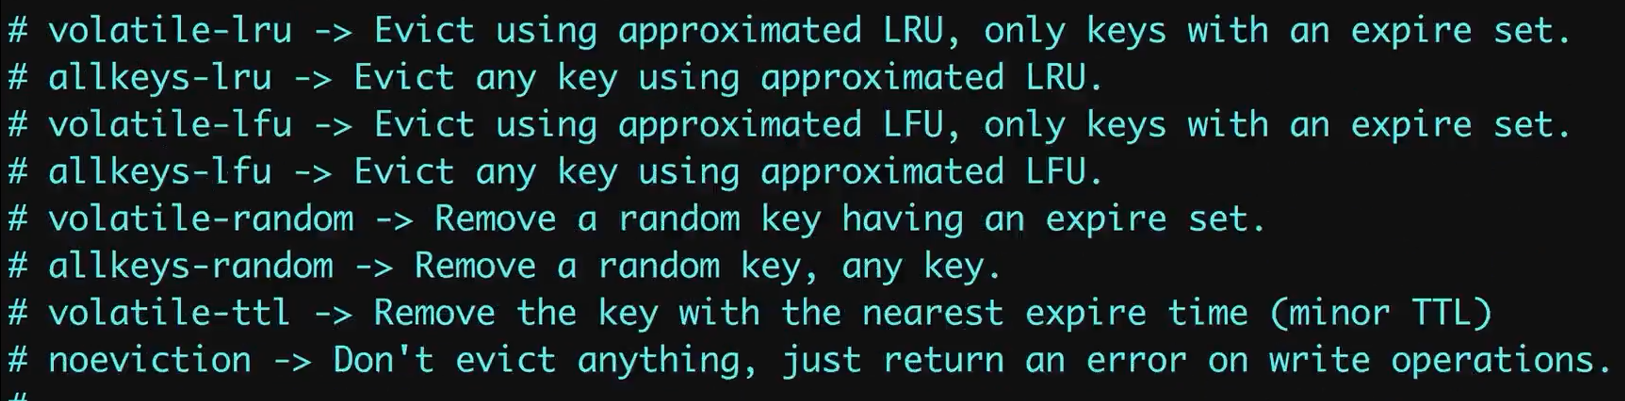 # volatile-lru -> Evict using approximated LRU, only keys with an expire set.
# allkeys-lru -> Evict any key using approximated LRU.
# volatile-lfu -> Evict using approximated LFU, only keys with an expire set.
# allkeys-lfu -> Evict any key using approximated LFU.
# volatile-random -> Remove a random key having an expire set.
# allkeys-random -> Remove a random key, any key.
# volatile-ttl -> Remove the key with the nearest expire time (minor TTL)
# noeviction -> Don't evict anything, just return an error on write operations.
#